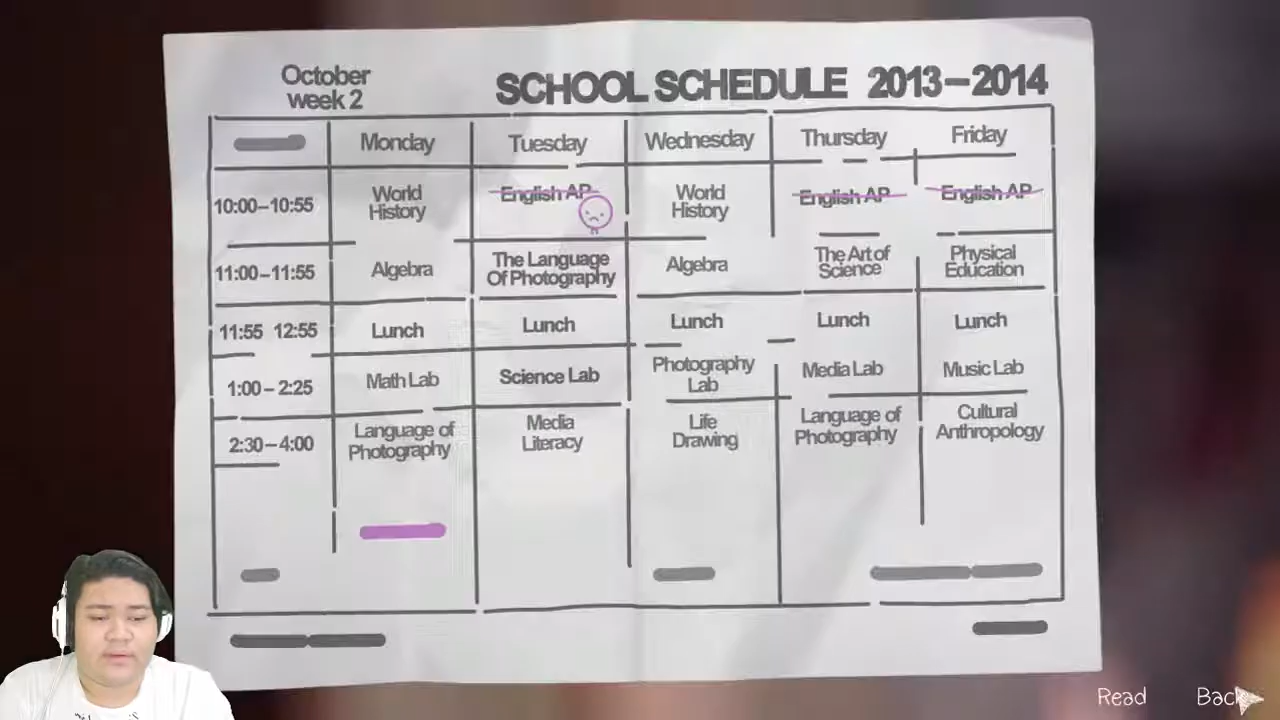 October
week 2
SCHOOL SCHEDULE 2013–2014
Monday Tuesday Wednesday Thursday Friday
10:00–10:55 World History English AP World History English AP English AP
11:00–11:55 Algebra The Language Of Photography Algebra The Art of Science Physical Education
11:55 12:55 Lunch Lunch Lunch Lunch Lunch
1:00–2:25 Math Lab Science Lab Photography Lab Media Lab Music Lab
2:30–4:00 Language of Photography Media Literacy Life Drawing Language of Photography Cultural Anthropology
Read Back